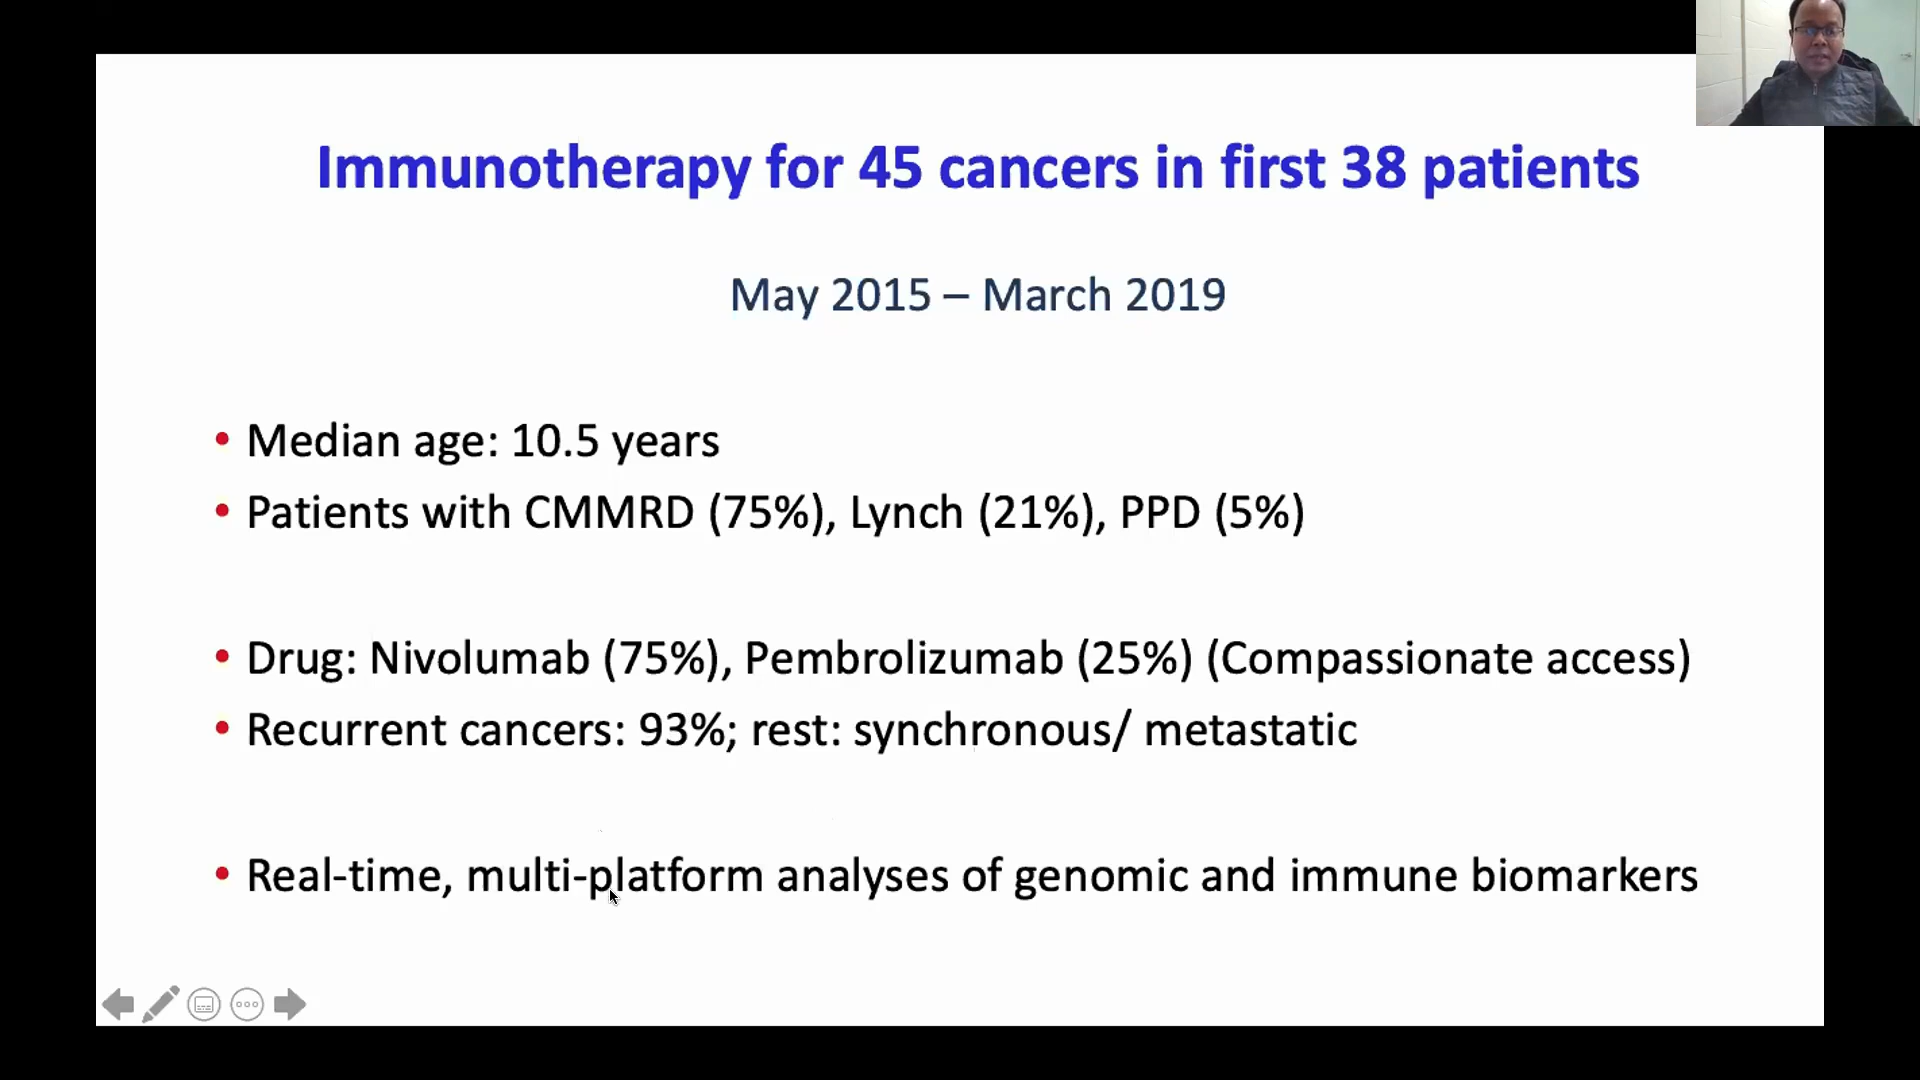 Immunotherapy for 45 cancers in first 38 patients
May 2015 – March 2019
• Median age: 10.5 years
• Patients with CMMRD (75%), Lynch (21%), PPD (5%)
• Drug: Nivolumab (75%), Pembrolizumab (25%) (Compassionate access)
• Recurrent cancers: 93%; rest: synchronous/ metastatic
• Real-time, multi-platform analyses of genomic and immune biomarkers